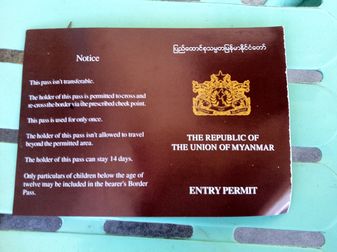 Notice
This pass isn't transferable.
The holder of this pass is permitted to cross and
re-cross the border via the prescribed cheek point.
This pass is used for only once.
The holder of this pass isn't allowed to travel
beyond the permitted area.
The holder of this pass can stay 14 days.
Only particulars of children below the age of
twelve may be included in the bearer's Border
Pass.
ပြည်ထောင်စုသမ္မတမြန်မာနိုင်ငံတော်
THE REPUBLIC OF
THE UNION OF MYANMAR
ENTRY PERMIT